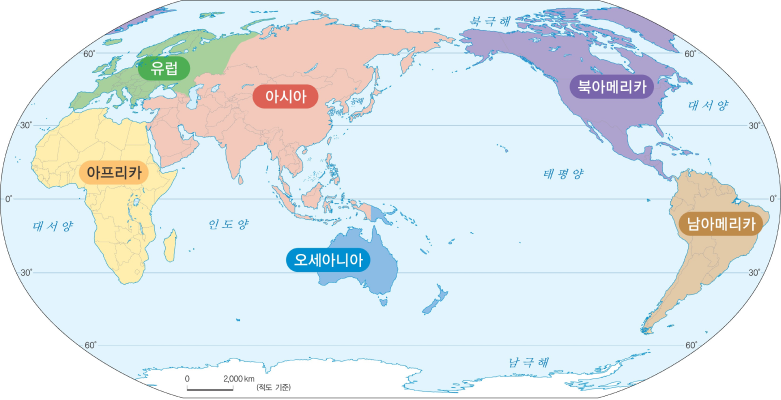 북극해
60˚
유럽
아시아
북아메리카
대서양
30˚
30˚
아프리카
태평양
0˚
0˚
대서양
인도양
남아메리카
오세아니아
30˚
30˚
60˚
60˚
남극해
0
2,000 km
(적도 기준)